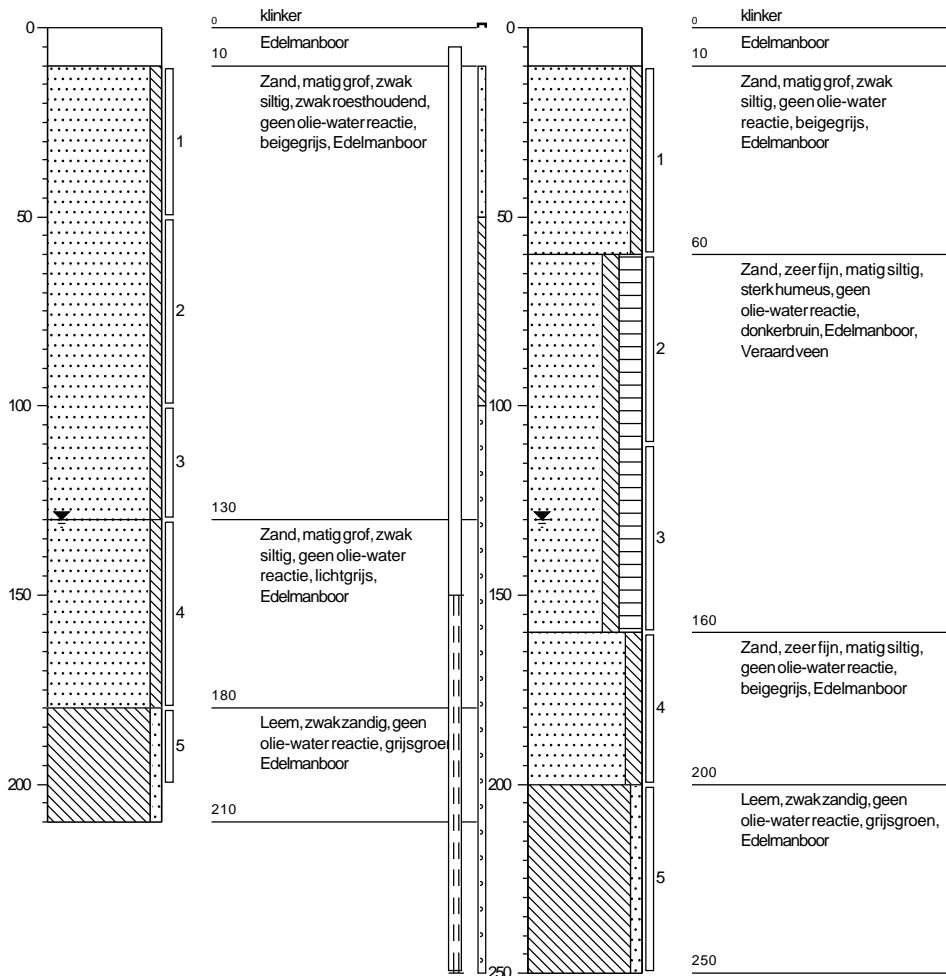 0
50
100
150
200
1
2
3
4
5
0
klinker
Edelmanboor
10
Zand, matig grof, zwak
siltig, zwak roesthoudend,
geen olie-water reactie,
beigegrijs, Edelmanboor
130
Zand, matig grof, zwak
siltig, geen olie-water
reactie, lichtgrijs,
Edelmanboor
180
Leem, zwak zandig, geen
olie-water reactie, grijsgroen
Edelmanboor
210
0
50
100
150
200
250
1
2
3
4
5
0
klinker
Edelmanboor
10
Zand, matig grof, zwak
siltig, geen olie-water
reactie, beigegrijs,
Edelmanboor
60
Zand, zeer fijn, matig siltig,
sterk humeus, geen
olie-water reactie,
donkerbruin, Edelmanboor,
Veraard veen
160
Zand, zeer fijn, matig siltig,
geen olie-water reactie,
beigegrijs, Edelmanboor
200
Leem, zwak zandig, geen
olie-water reactie, grijsgroen,
Edelmanboor
250